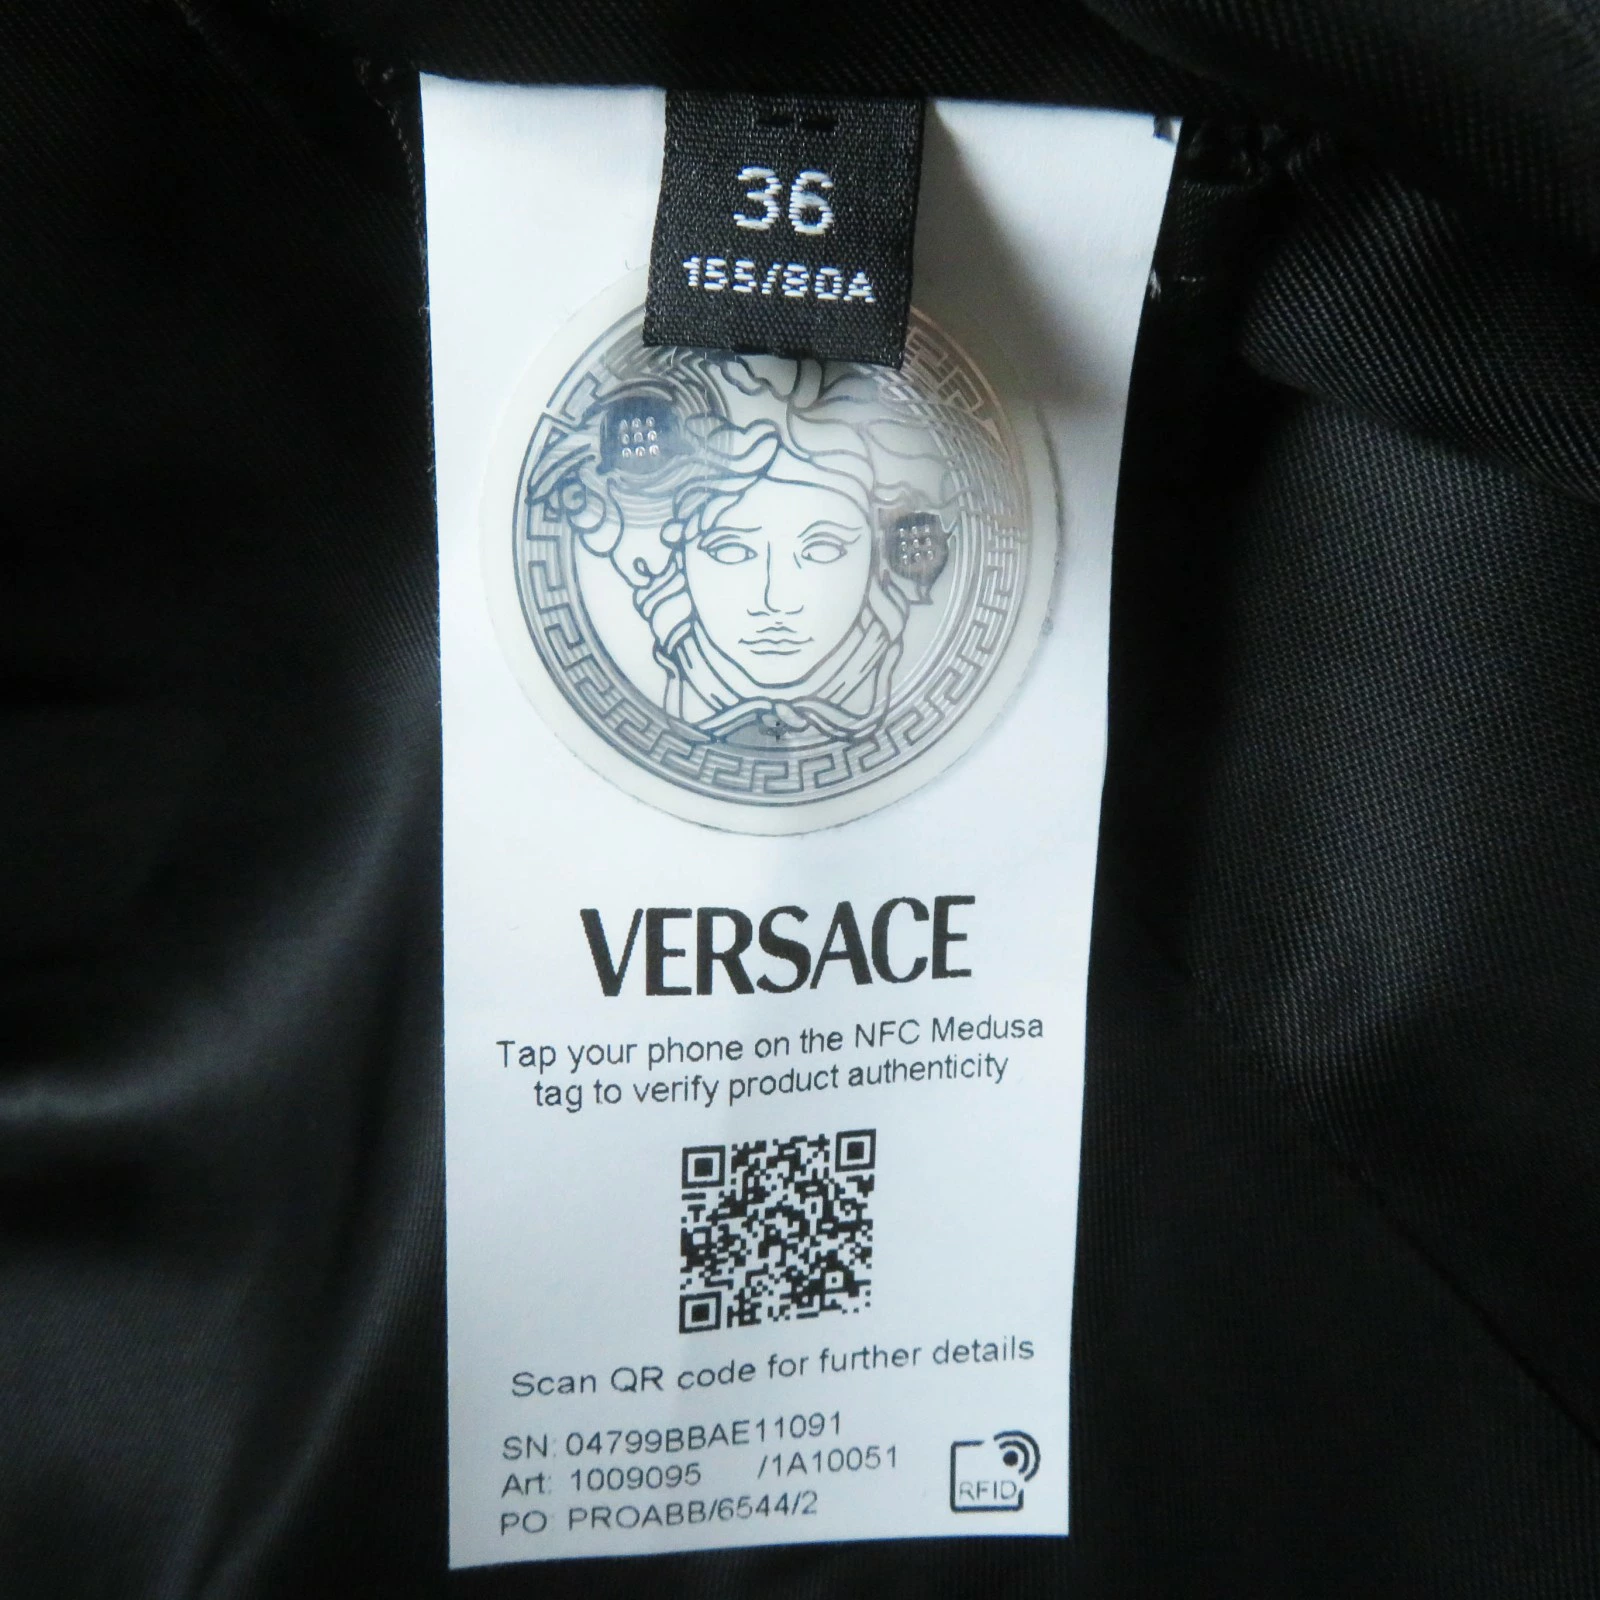 36
155/80A
VERSACE
Tap your phone on the NFC Medusa
tag to verify product authenticity
Scan QR code for further details
SN: 04799BBAE11091
Art: 1009095 /1A10051
PO: PROABB/6544/2
RFID